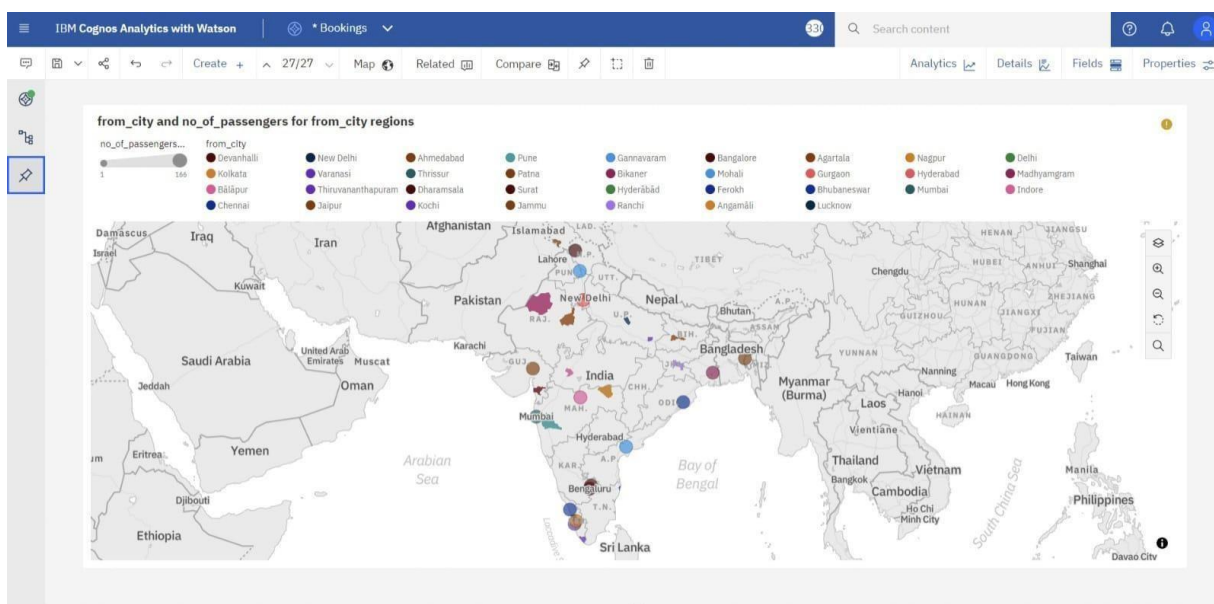 IBM Cognos Analytics with Watson
* Bookings
Search content
Create +
27/27
Map
Related
Compare
Analytics
Details
Fields
Properties
from_city and no_of_passengers for from_city regions
no_of_passengers...
1
166
from_city
Devanhalli New Delhi Ahmedabad Pune Gannavaram Bangalore Agartala Nagpur Delhi
Kolkata Varanasi Thrissur Patna Bikaner Mohali Gurgaon Hyderabad Madhyamgram
Bālāpur Thiruvananthapuram Dharamsala Surat Hyderābād Ferokh Bhubaneswar Mumbai Indore
Chennai Jaipur Kochi Jammu Ranchi Angamāli Lucknow
Damascus
Iraq
Iran
Afghanistan
Islamabad
LAD.
HENAN
JIANGSU
Israel
Lahore
TIBET
Chengdu
HUBEI
ANHUI
Shanghai
Kuwait
UTT.
Pakistan
New Delhi
Nepal
A.P.
Bhutan
HUNAN
ZHEJIANG
JIANGXI
GUIZHOU
RAJ.
U.P.
ASSAM
FUJIAN
BIH.
Karachi
Bangladesh
Saudi Arabia
United Arab
Emirates
Muscat
GUJ.
YUNNAN
GUANGDONG
Taiwan
Nanning
Jeddah
Oman
India
CHH.
Myanmar
(Burma)
Macau
Hong Kong
Hanoi
Laos
MAH.
ODI.
HAINAN
Mumbai
Vientiane
Hyderabad
Eritrea
Yemen
Arabian
Sea
KAR.
A.P.
Bay of
Bengal
Thailand
Vietnam
Manila
Bangkok
Bengaluru
Cambodia
Djibouti
T.N.
Ho Chi
Minh City
South China Sea
Philippines
Ethiopia
Sri Lanka
Davao City